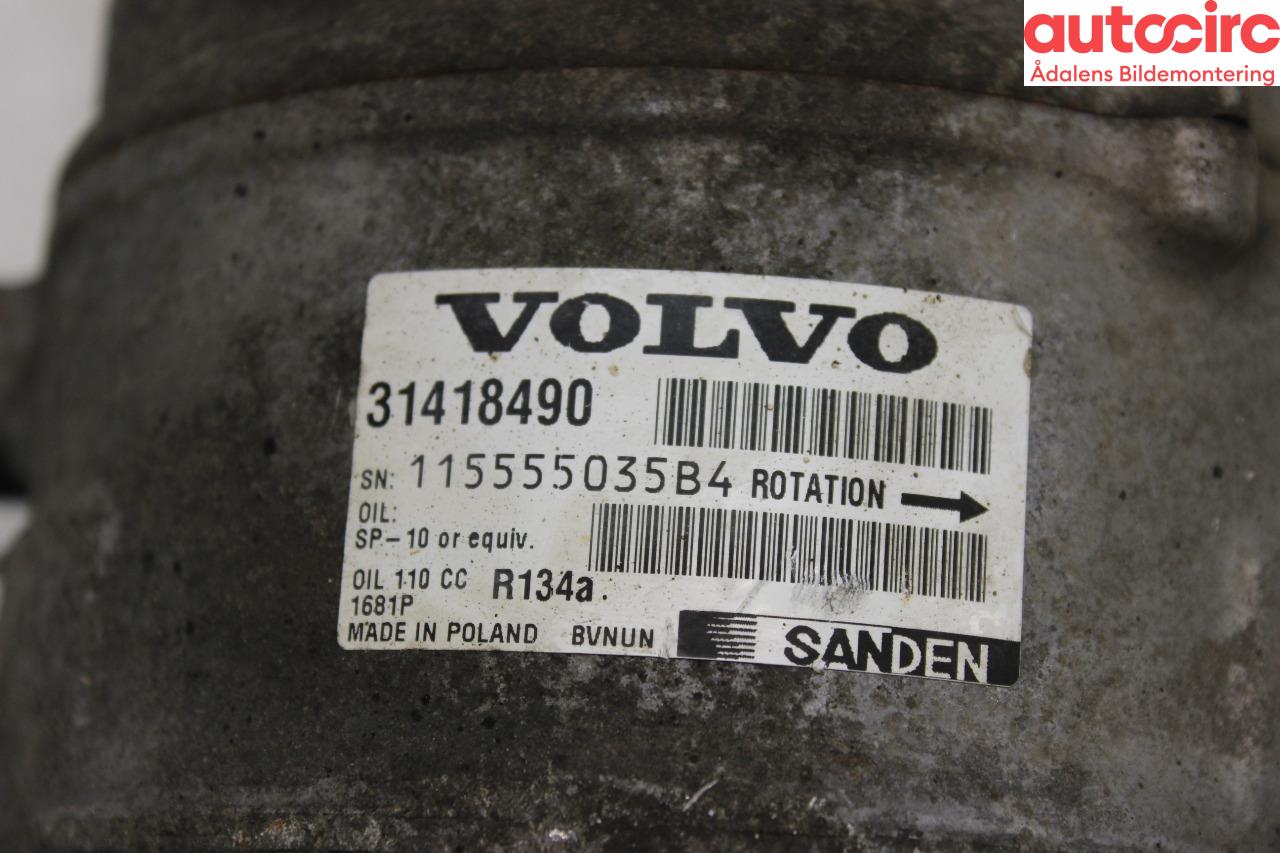 autocirc
Ådalens Bildemontering
VOLVO
31418490
SN: 115555035B4 ROTATION
OIL:
SP-10 or equiv.
OIL 110 CC R134a.
1681P
MADE IN POLAND BVNUN SANDEN